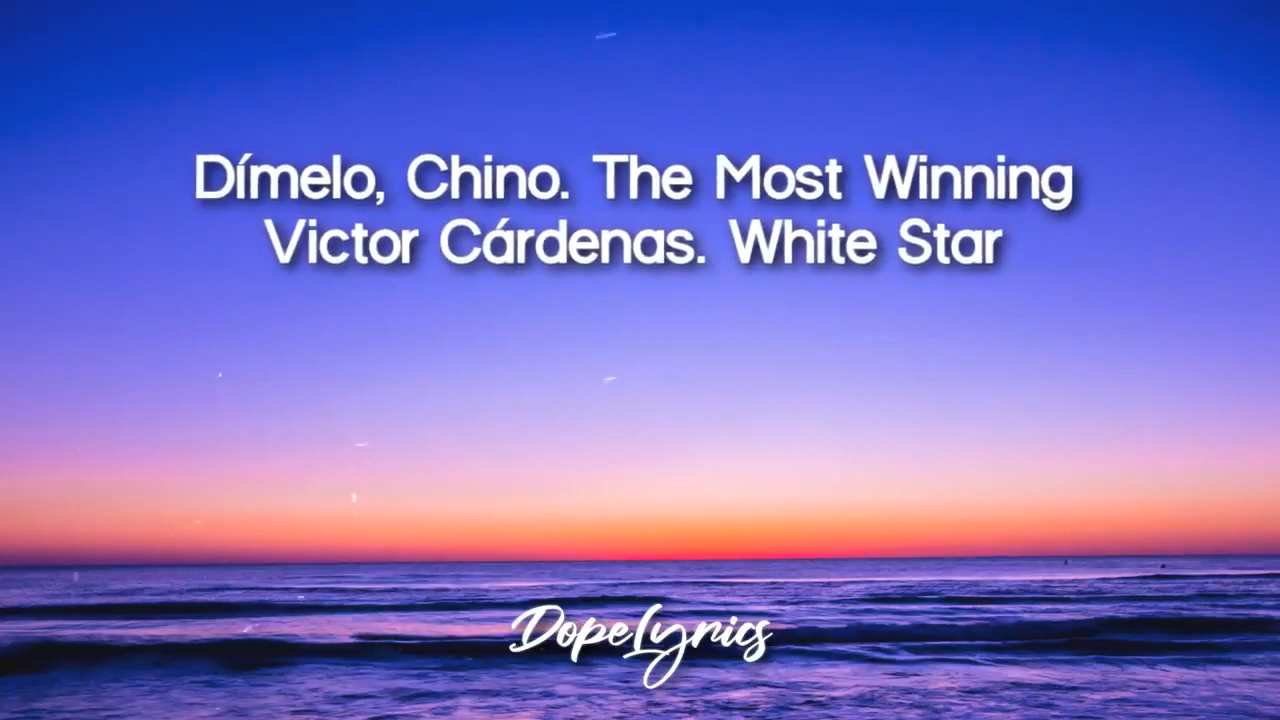 Dímelo, Chino. The Most Winning
Victor Cárdenas. White Star
DopeLyrics